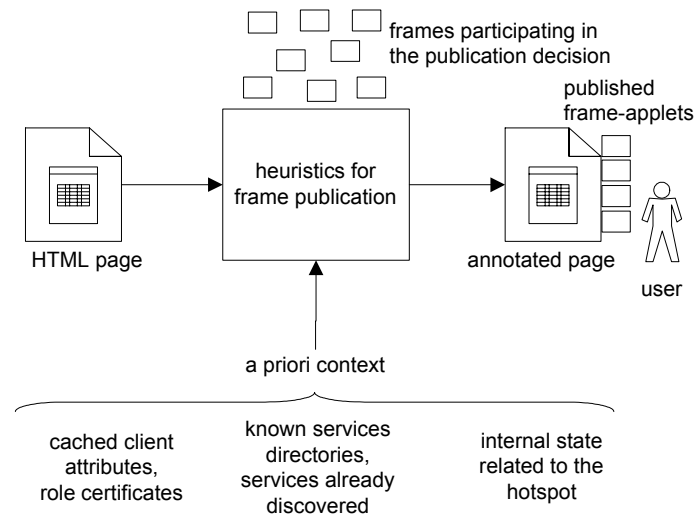 frames participating in
the publication decision
published
frame-applets
heuristics for
frame publication
HTML page
annotated page
user
a priori context
cached client
attributes,
role certificates
known services
directories,
services already
discovered
internal state
related to the
hotspot